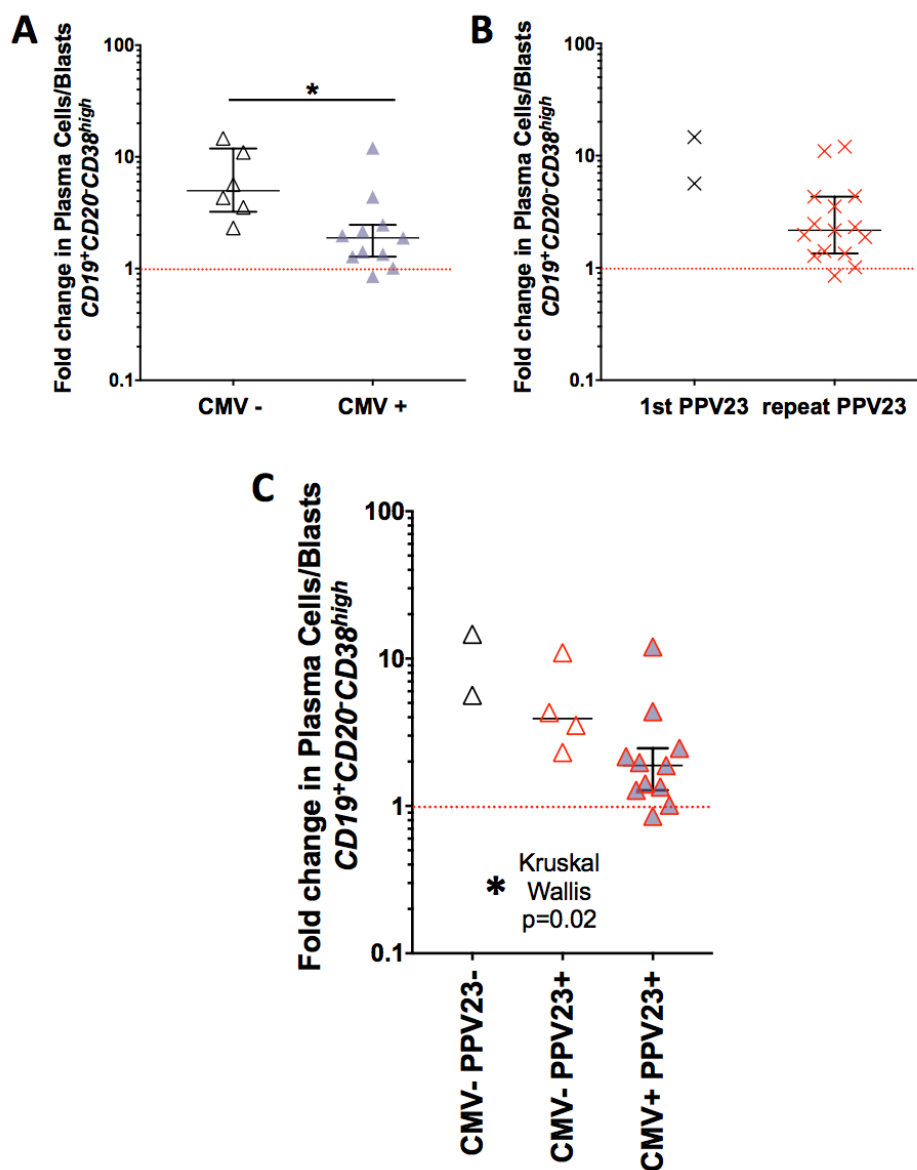 A
Fold change in Plasma Cells/Blasts
CD19+CD20-CD38high
100
10
1
0.1
*
CMV -
CMV +
B
Fold change in Plasma Cells/Blasts
CD19+CD20-CD38high
100
10
1
0.1
1st PPV23
repeat PPV23
C
Fold change in Plasma Cells/Blasts
CD19+CD20-CD38high
100
10
1
0.1
* Kruskal
Wallis
p=0.02
CMV- PPV23-
CMV- PPV23+
CMV+ PPV23+